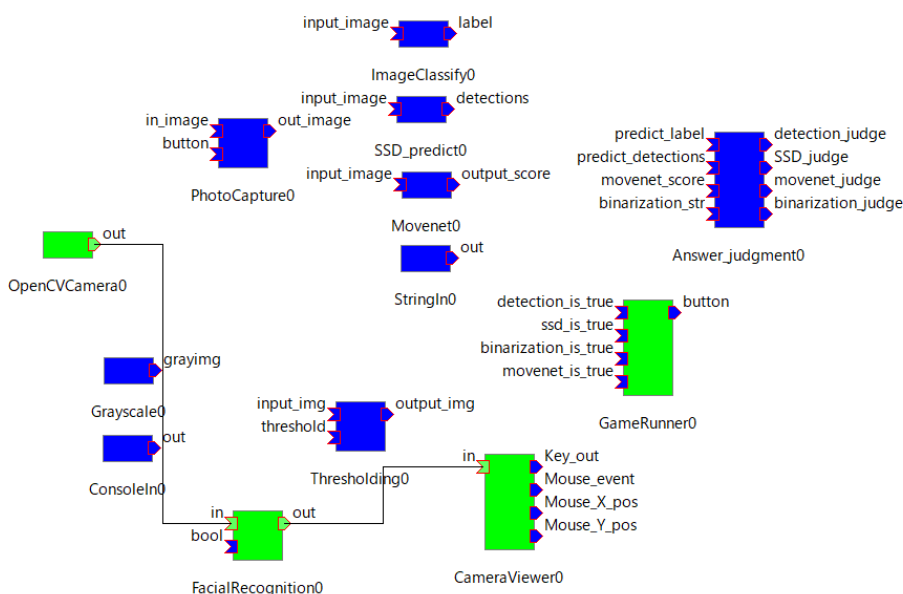 input_image
label
ImageClassify0
input_image
detections
SSD_predict0
in_image
out_image
button
PhotoCapture0
input_image
output_score
Movenet0
predict_label
detection_judge
predict_detections
SSD_judge
movenet_score
movenet_judge
binarization_str
binarization_judge
Answer_judgment0
out
OpenCVCamera0
out
StringIn0
detection_is_true
button
ssd_is_true
binarization_is_true
movenet_is_true
GameRunner0
grayimg
Grayscale0
out
ConsoleIn0
input_img
output_img
threshold
Thresholding0
in
Key_out
Mouse_event
Mouse_X_pos
Mouse_Y_pos
CameraViewer0
in
out
bool
FacialRecognition0